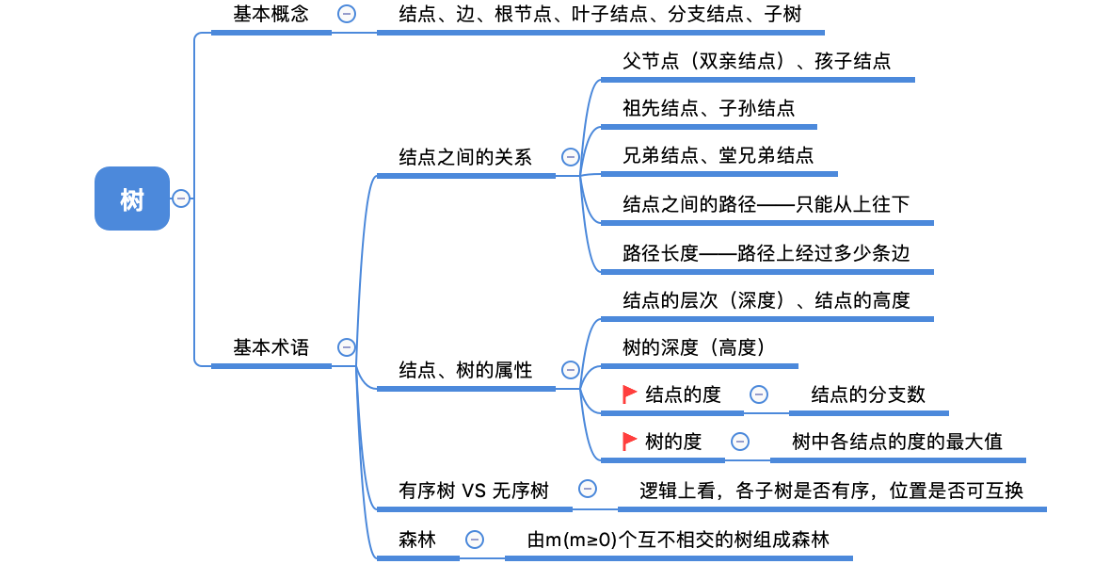 树
基本概念
结点、边、根节点、叶子结点、分支结点、子树
基本术语
结点之间的关系
父节点（双亲结点）、孩子结点
祖先结点、子孙结点
兄弟结点、堂兄弟结点
结点之间的路径——只能从上往下
路径长度——路径上经过多少条边
结点、树的属性
结点的层次（深度）、结点的高度
树的深度（高度）
结点的度
结点的分支数
树的度
树中各结点的度的最大值
有序树 VS 无序树
逻辑上看，各子树是否有序，位置是否可互换
森林
由m(m≥0)个互不相交的树组成森林